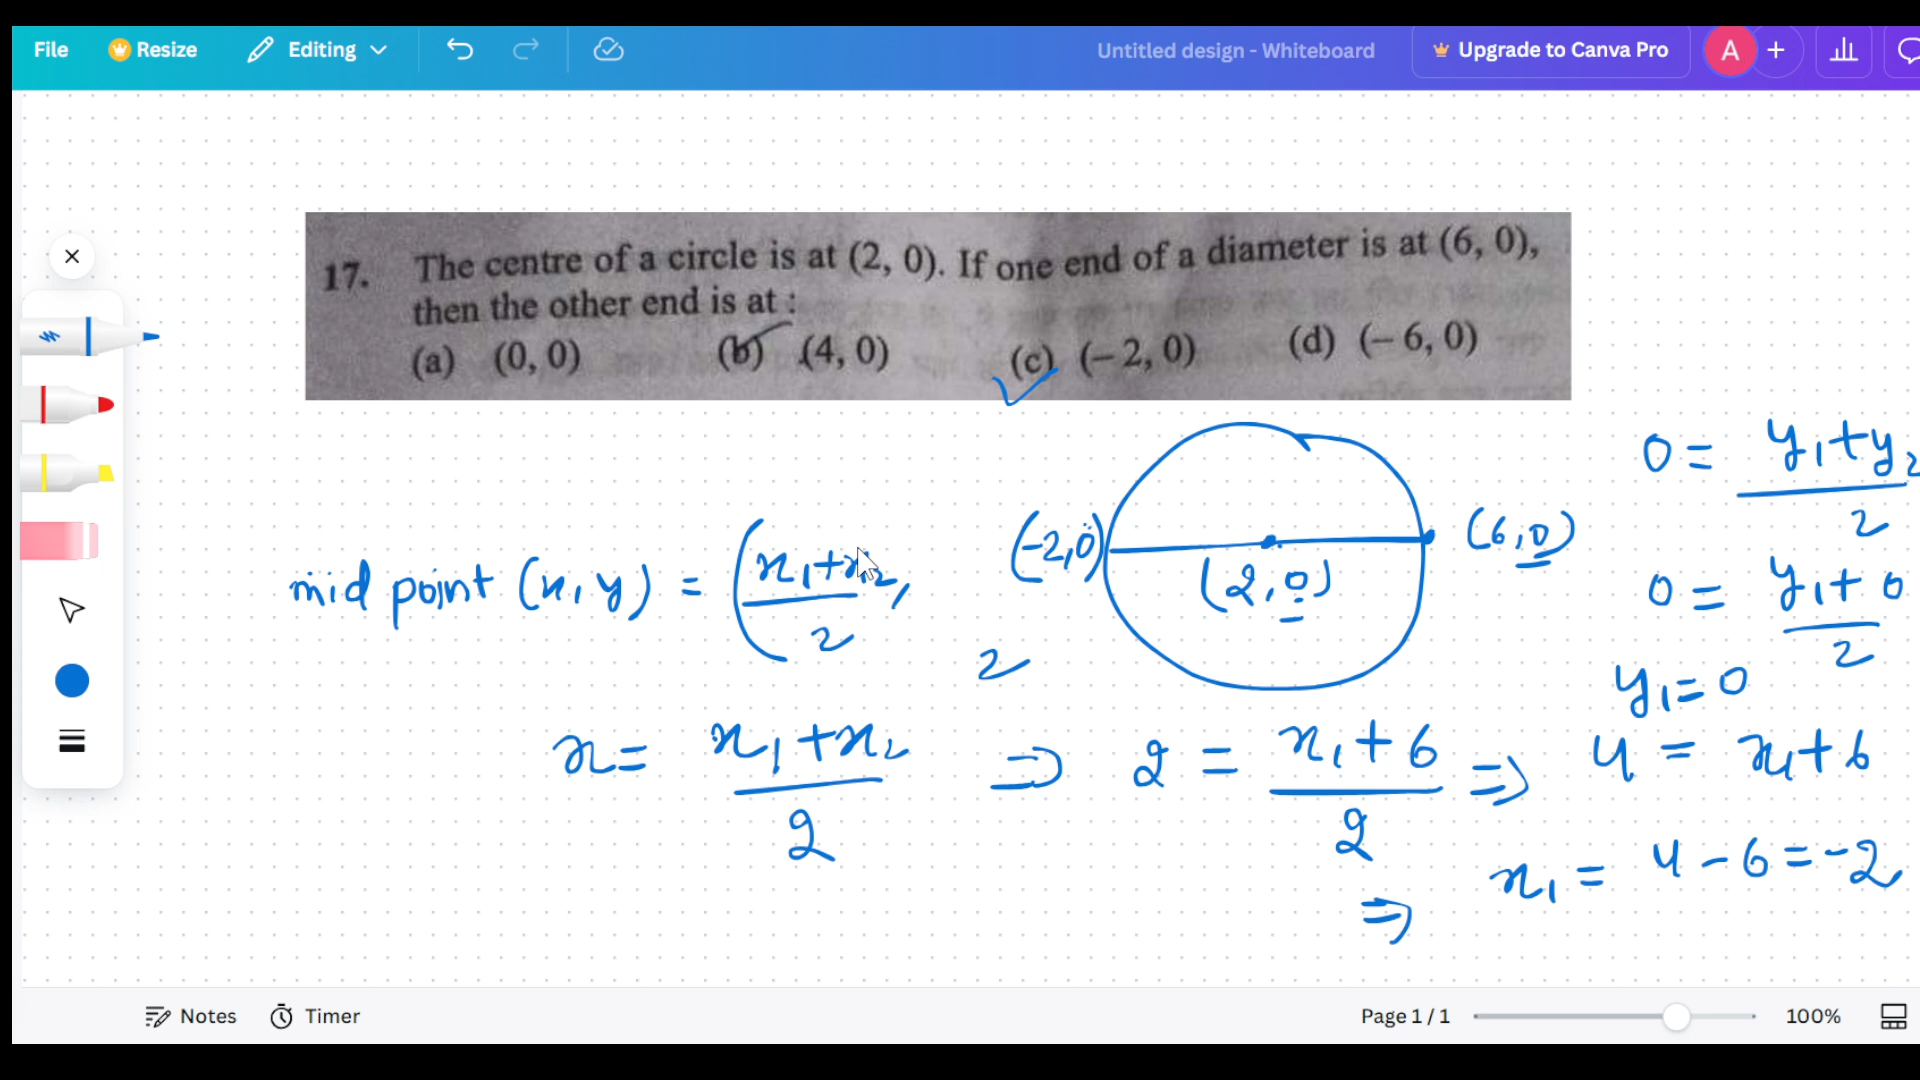 File Resize Editing Untitled design - Whiteboard Upgrade to Canva Pro A +
17. The centre of a circle is at (2, 0). If one end of a diameter is at (6, 0),
then the other end is at :
(a) (0, 0) (b) (4, 0) (c) (– 2, 0) (d) (– 6, 0)
0 = y₁+y₂
2
(-2,0) (6,0)
mid point (x, y) = (x₁+x₂,
2
(2,0)
0 = y₁+0
2
2
y₁=0
x = x₁+x₂
2
⇒ 2 = x₁+6
2
⇒ 4 = x₁+6
⇒ x₁ = 4-6=-2
Notes Timer Page 1 / 1 100%